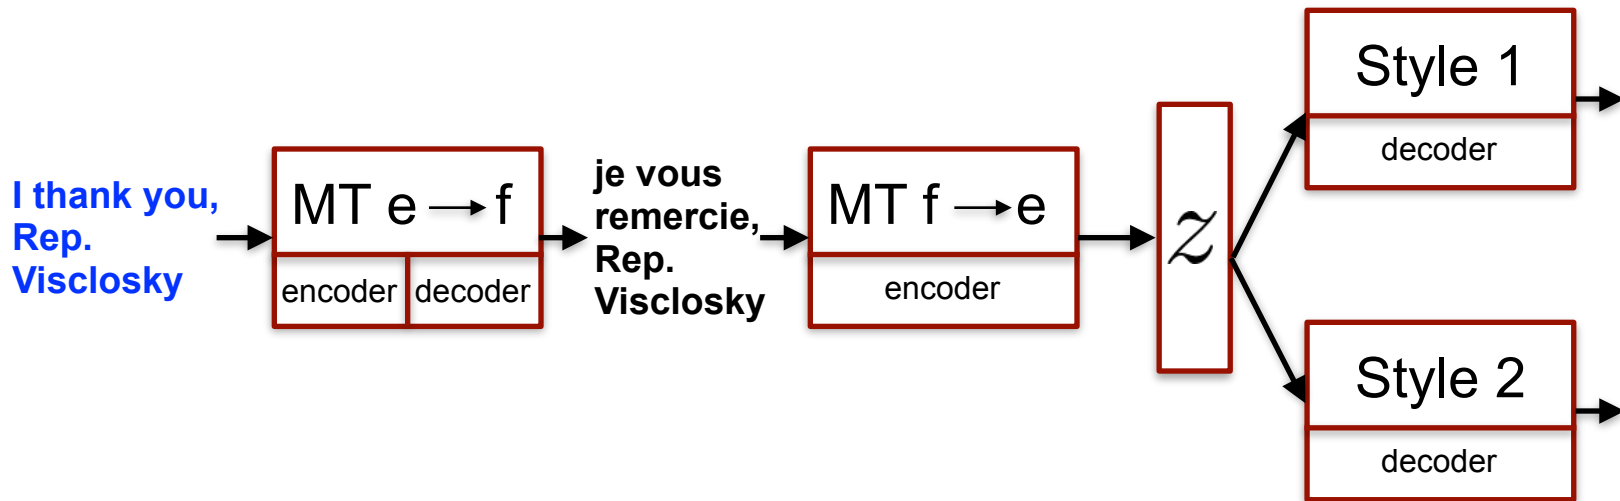 I thank you,
Rep.
Visclosky
MT e → f
encoder
decoder
je vous
remercie,
Rep.
Visclosky
MT f → e
encoder
z
Style 1
decoder
Style 2
decoder